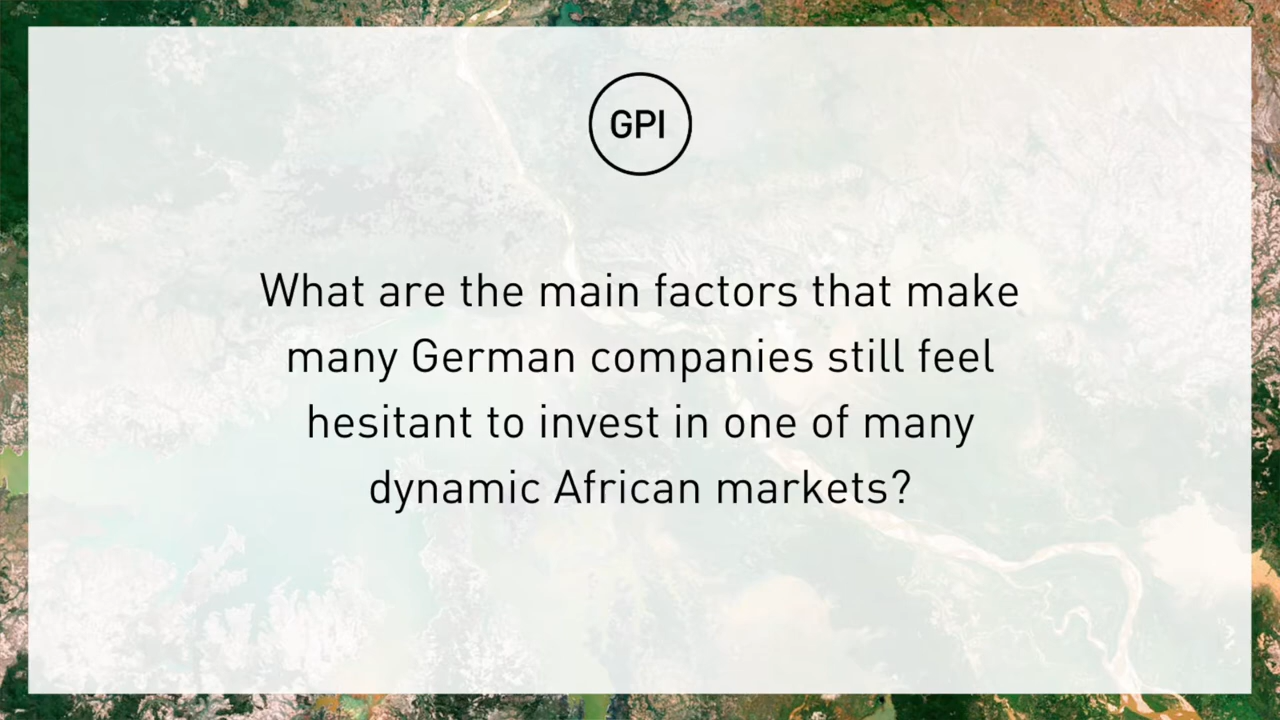 GPI
What are the main factors that make
many German companies still feel
hesitant to invest in one of many
dynamic African markets?